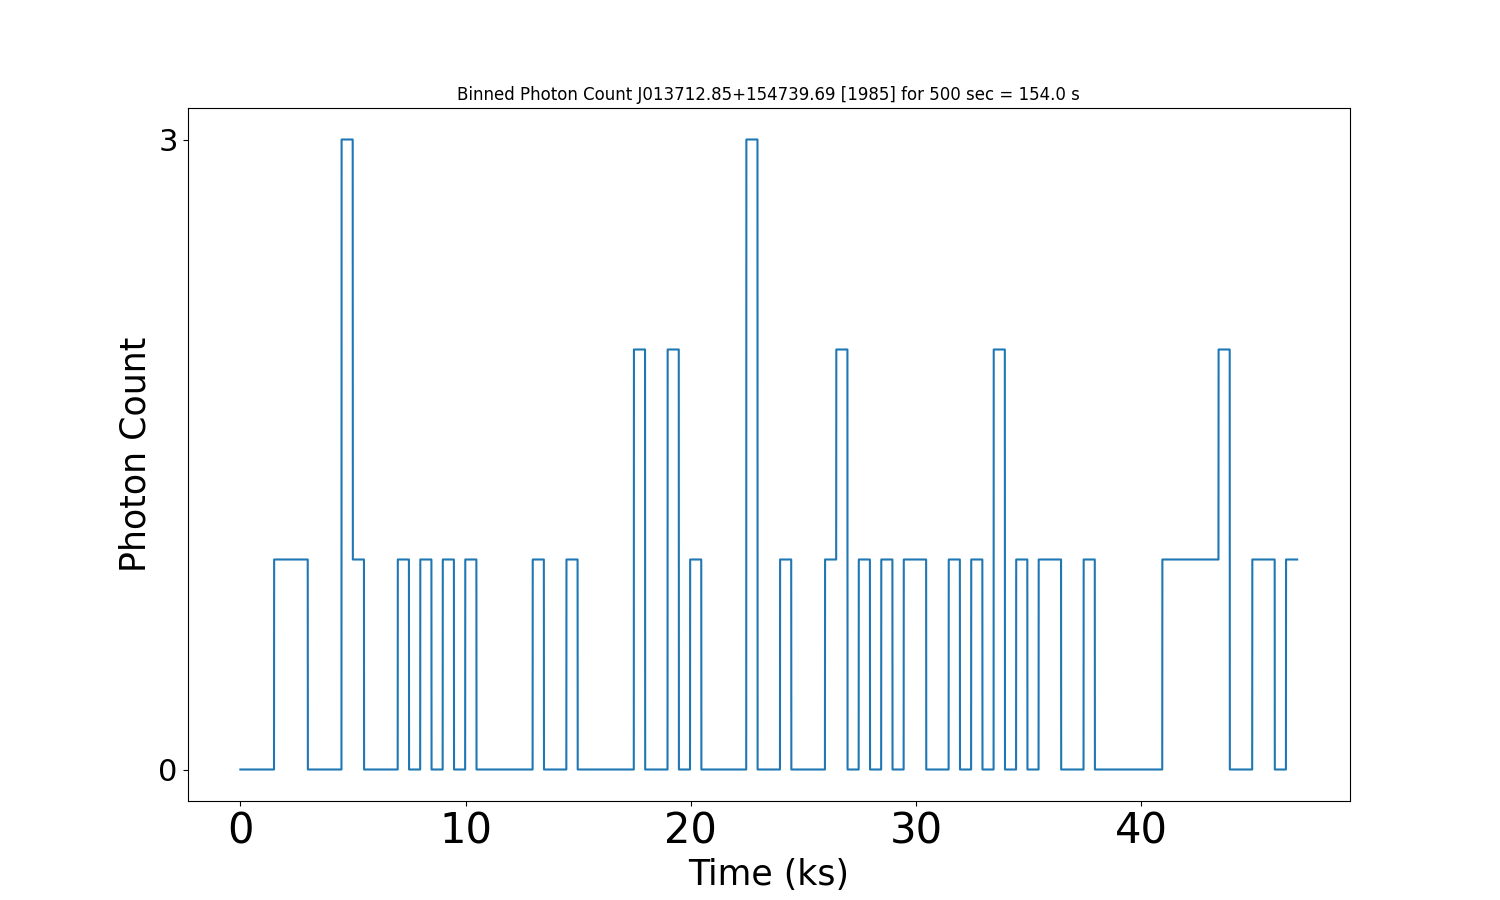 Binned Photon Count J013712.85+154739.69 [1985] for 500 sec = 154.0 s
3
Photon Count
0
0 10 20 30 40
Time (ks)